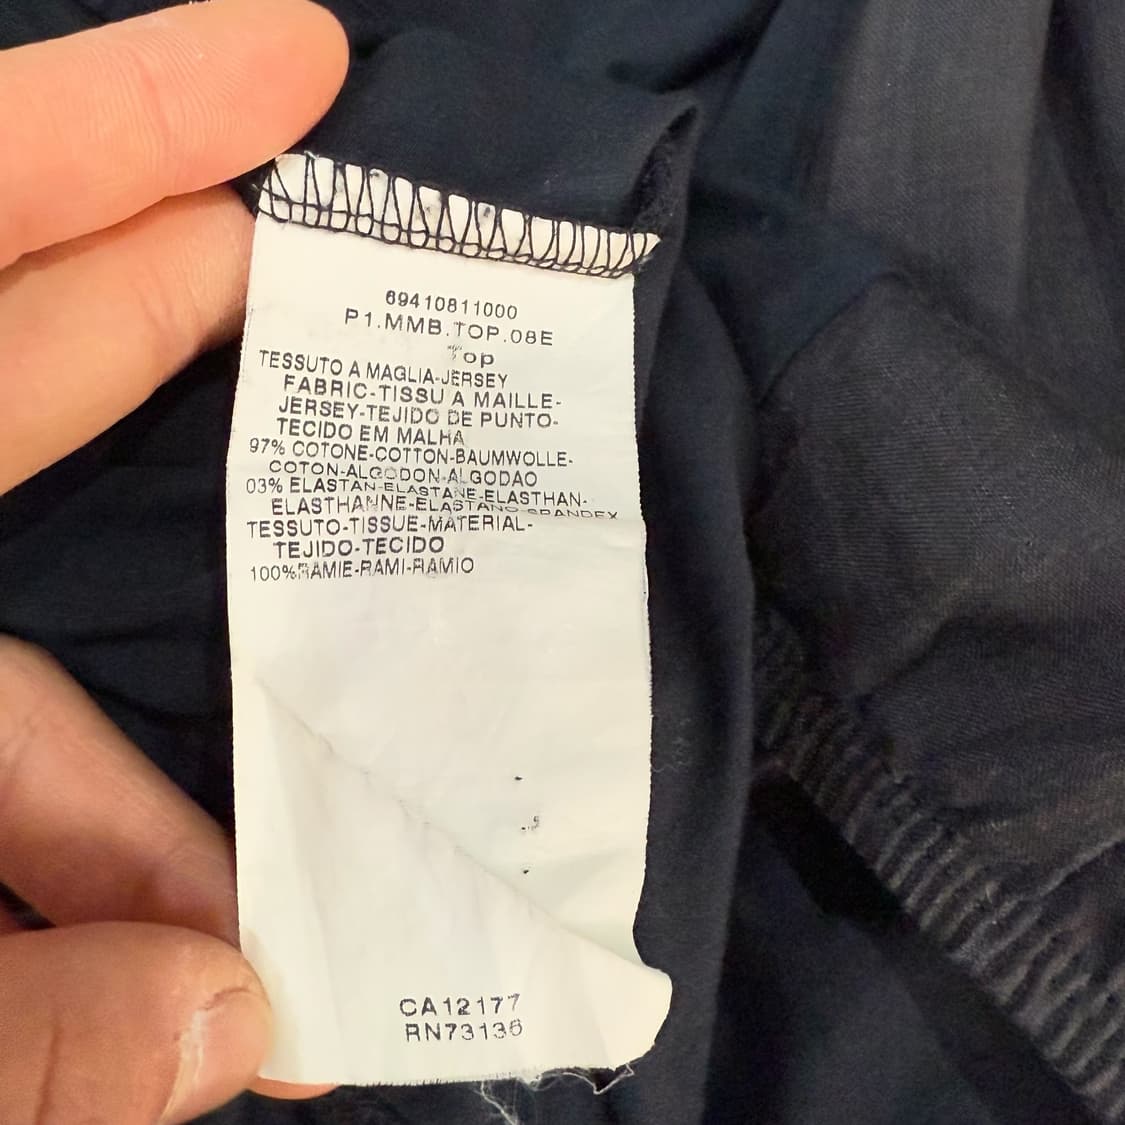 69410811000
P1.MMB.TOP.08E
Top
TESSUTO A MAGLIA-JERSEY
FABRIC-TISSU A MAILLE-
JERSEY-TEJIDO DE PUNTO-
TECIDO EM MALHA
97% COTONE-COTTON-BAUMWOLLE-
COTON-ALGODON-ALGODAO
03% ELASTAN-ELASTANE-ELASTHAN-
ELASTHANNE-ELASTANO-SPANDEX
TESSUTO-TISSUE-MATERIAL-
TEJIDO-TECIDO
100%RAMIE-RAMI-RAMIO
CA12177
RN73136